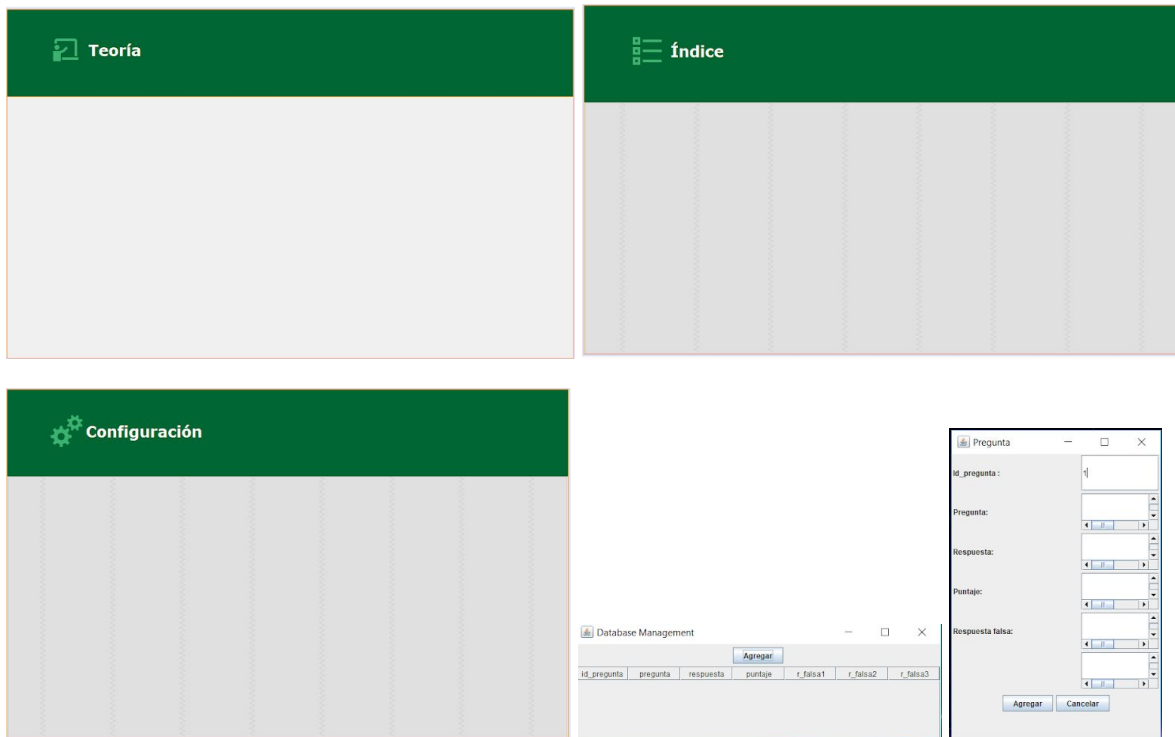 Teoría
Índice
Configuración
Database Management
Agregar
id_pregunta pregunta respuesta puntaje r_falsa1 r_falsa2 r_falsa3
Pregunta
Id_pregunta :
1
Pregunta:
Respuesta:
Puntaje:
Respuesta falsa:
Agregar Cancelar